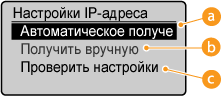 Настройки IP-адреса
Автоматическое получе
a
Получить вручную
b
Проверить настройки
c